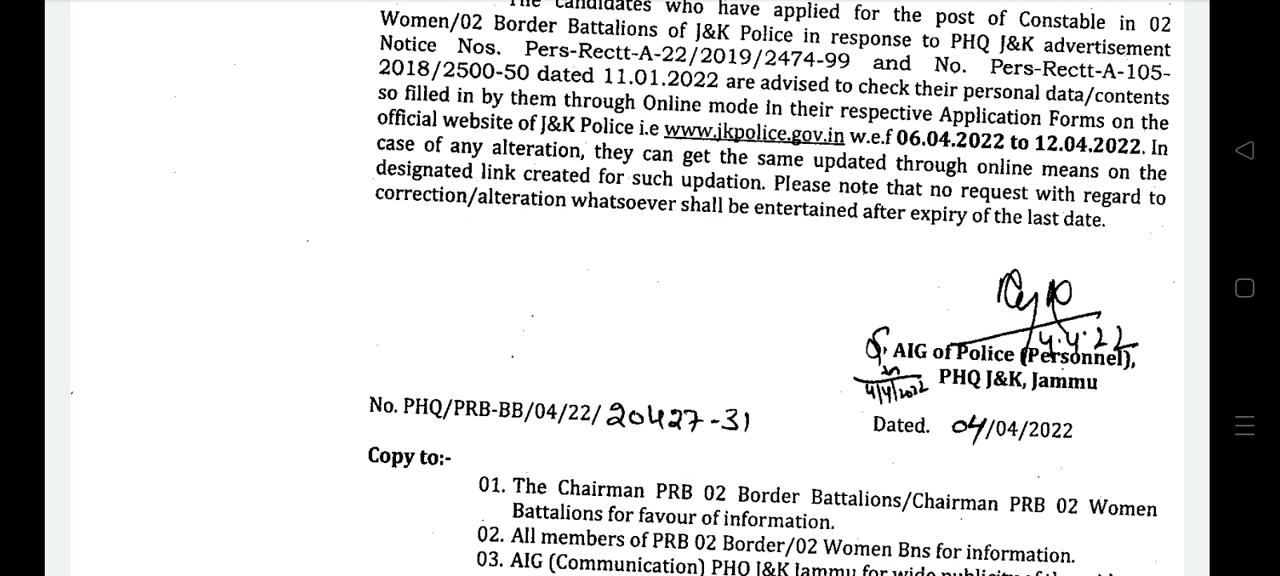 The candidates who have applied for the post of Constable in 02
Women/02 Border Battalions of J&K Police in response to PHQ J&K advertisement
Notice Nos. Pers-Rectt-A-22/2019/2474-99 and No. Pers-Rectt-A-105-
2018/2500-50 dated 11.01.2022 are advised to check their personal data/contents
so filled in by them through Online mode in their respective Application Forms on the
official website of J&K Police i.e www.jkpolice.gov.in w.e.f 06.04.2022 to 12.04.2022. In
case of any alteration, they can get the same updated through online means on the
designated link created for such updation. Please note that no request with regard to
correction/alteration whatsoever shall be entertained after expiry of the last date.
4.4.22
AIG of Police (Personnel),
PHQ J&K, Jammu
4/4/2022
No. PHQ/PRB-BB/04/22/20427-31
Dated. 04/04/2022
Copy to:-
01. The Chairman PRB 02 Border Battalions/Chairman PRB 02 Women
Battalions for favour of information.
02. All members of PRB 02 Border/02 Women Bns for information.
03. AIG (Communication) PHQ J&K Jammu for wide publicity of the